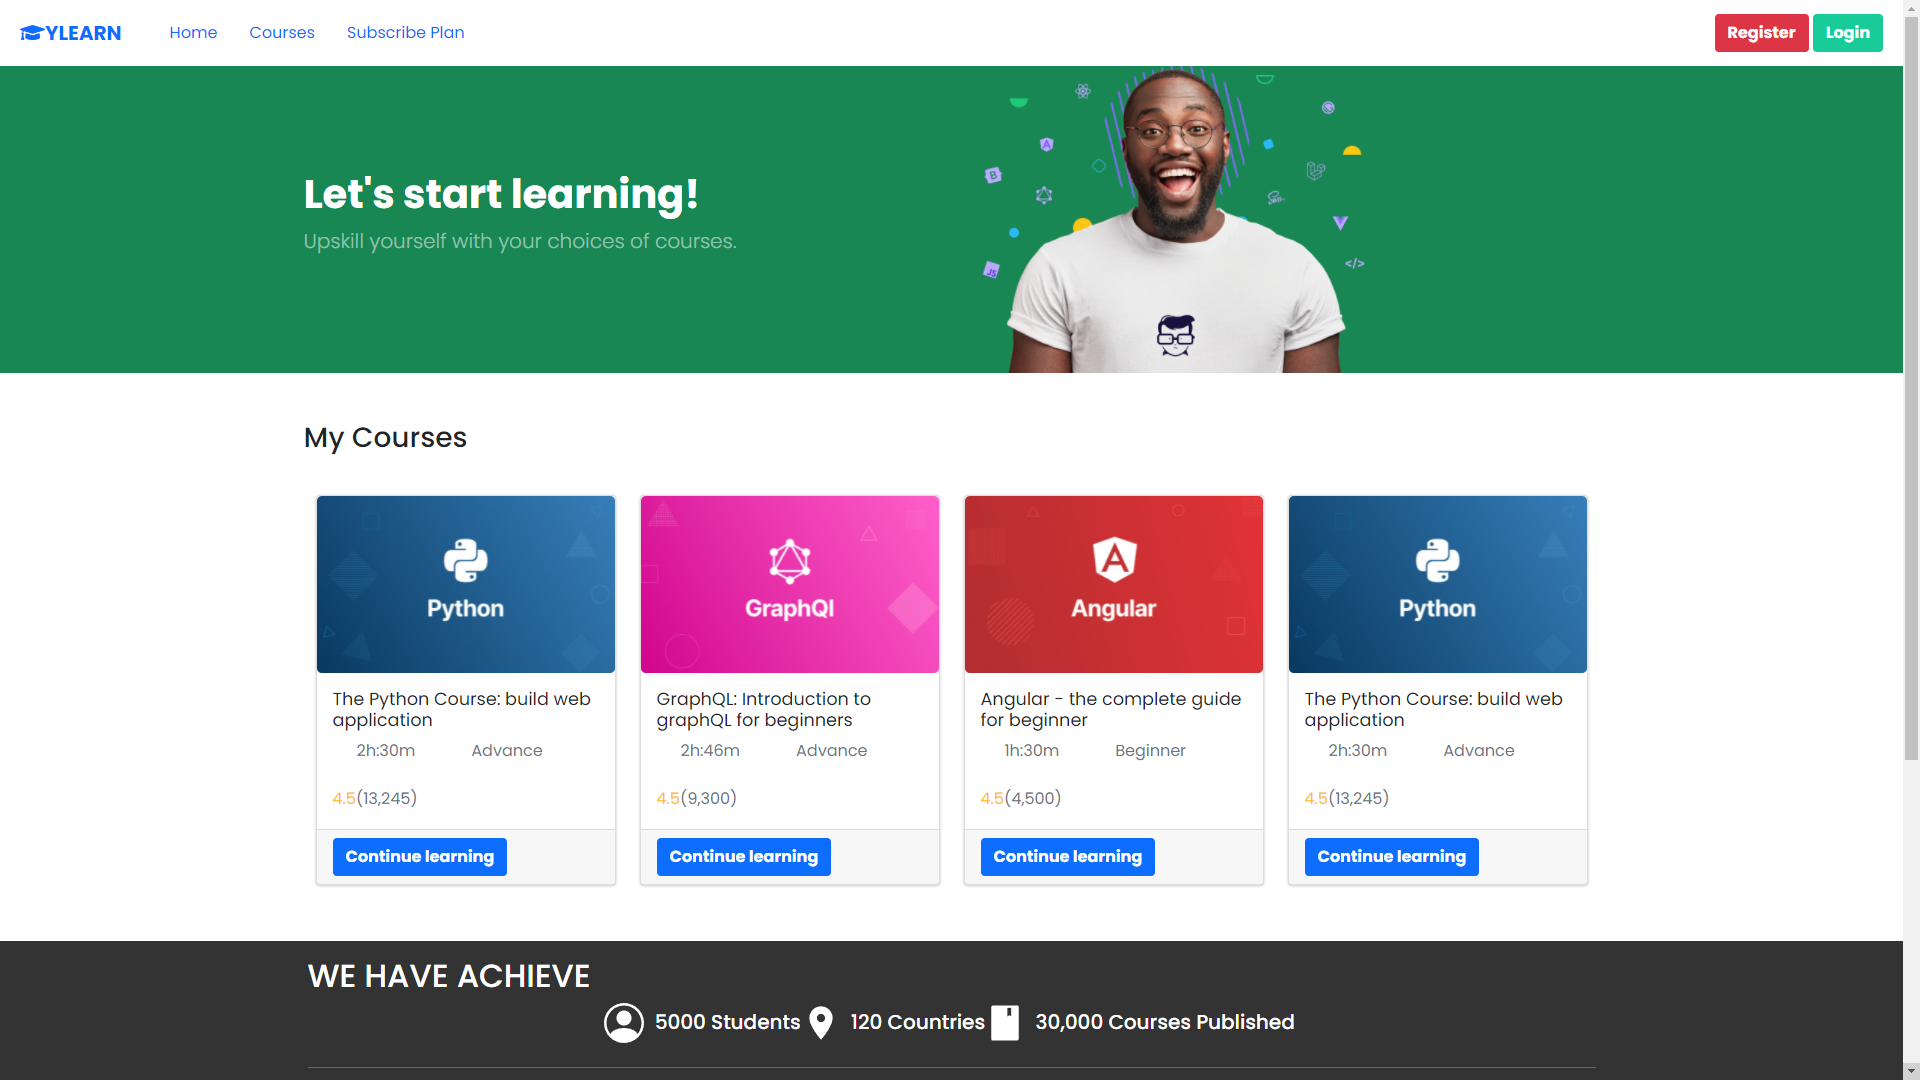 YLEARN
Home
Courses
Subscribe Plan
Register
Login
Let's start learning!
Upskill yourself with your choices of courses.
B
A
JS
</>
My Courses
Python
The Python Course: build web
application
2h:30m
Advance
4.5(13,245)
Continue learning
GraphQl
GraphQL: Introduction to
graphQL for beginners
2h:46m
Advance
4.5(9,300)
Continue learning
A
Angular
Angular - the complete guide
for beginner
1h:30m
Beginner
4.5(4,500)
Continue learning
Python
The Python Course: build web
application
2h:30m
Advance
4.5(13,245)
Continue learning
WE HAVE ACHIEVE
5000 Students
120 Countries
30,000 Courses Published